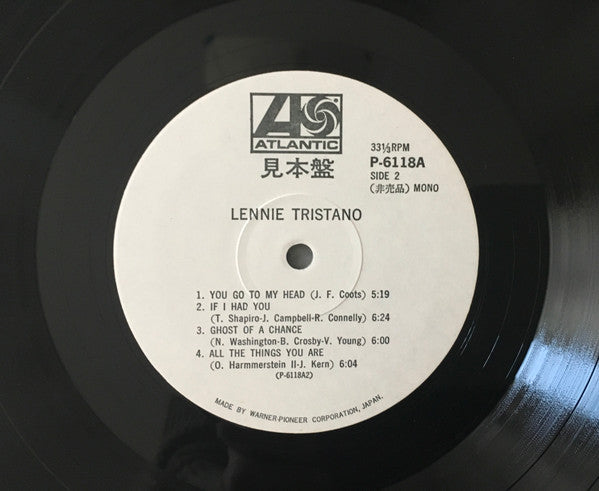 ATLANTIC
見本盤
33⅓RPM
P-6118A
SIDE 2
(非売品) MONO
LENNIE TRISTANO
1. YOU GO TO MY HEAD (J. F. Coots) 5:19
2. IF I HAD YOU
(T. Shapiro-J. Campbell-R. Connelly) 6:24
3. GHOST OF A CHANCE
(N. Washington-B. Crosby-V. Young) 6:00
4. ALL THE THINGS YOU ARE
(O. Harmmerstein II-J. Kern) 6:04
(P-6118A2)
MADE BY WARNER-PIONEER CORPORATION, JAPAN.